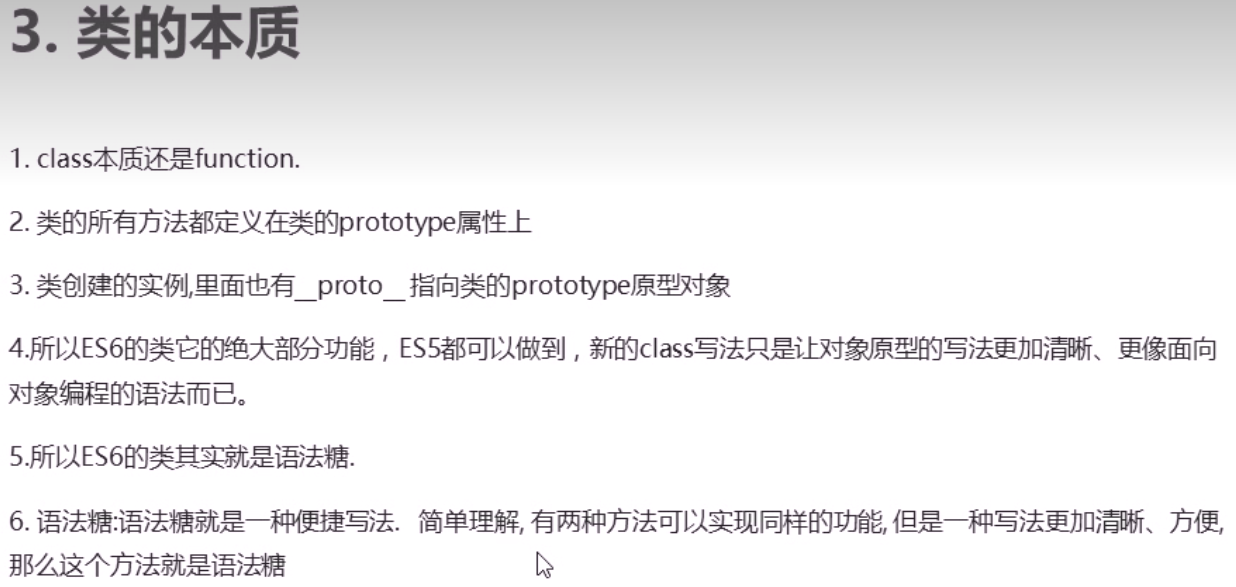 3. 类的本质
1. class本质还是function.
2. 类的所有方法都定义在类的prototype属性上
3. 类创建的实例,里面也有__proto__ 指向类的prototype原型对象
4.所以ES6的类它的绝大部分功能，ES5都可以做到，新的class写法只是让对象原型的写法更加清晰、更像面向
对象编程的语法而已。
5.所以ES6的类其实就是语法糖.
6. 语法糖:语法糖就是一种便捷写法. 简单理解, 有两种方法可以实现同样的功能, 但是一种写法更加清晰、方便,
那么这个方法就是语法糖